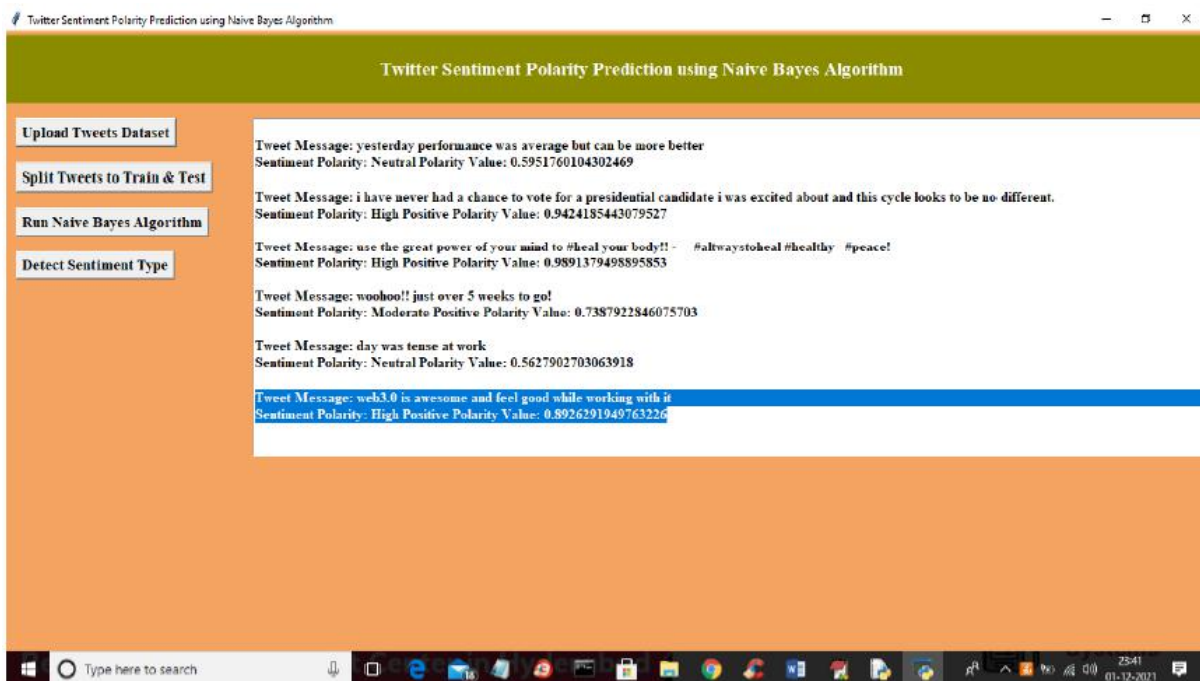 Twitter Sentiment Polarity Prediction using Naive Bayes Algorithm
Twitter Sentiment Polarity Prediction using Naive Bayes Algorithm
Upload Tweets Dataset
Split Tweets to Train & Test
Run Naive Bayes Algorithm
Detect Sentiment Type
Tweet Message: yesterday performance was average but can be more better
Sentiment Polarity: Neutral Polarity Value: 0.5951760104302469
Tweet Message: i have never had a chance to vote for a presidential candidate i was excited about and this cycle looks to be no different.
Sentiment Polarity: High Positive Polarity Value: 0.9424185443079527
Tweet Message: use the great power of your mind to #heal your body!! - #altwaystoheal #healthy #peace!
Sentiment Polarity: High Positive Polarity Value: 0.9891379498895853
Tweet Message: woohoo!! just over 5 weeks to go!
Sentiment Polarity: Moderate Positive Polarity Value: 0.7387922846075703
Tweet Message: day was tense at work
Sentiment Polarity: Neutral Polarity Value: 0.5627902703063918
Tweet Message: web3.0 is awesome and feel good while working with it
Sentiment Polarity: High Positive Polarity Value: 0.8926291949763226
Type here to search
23:41
01-12-2021